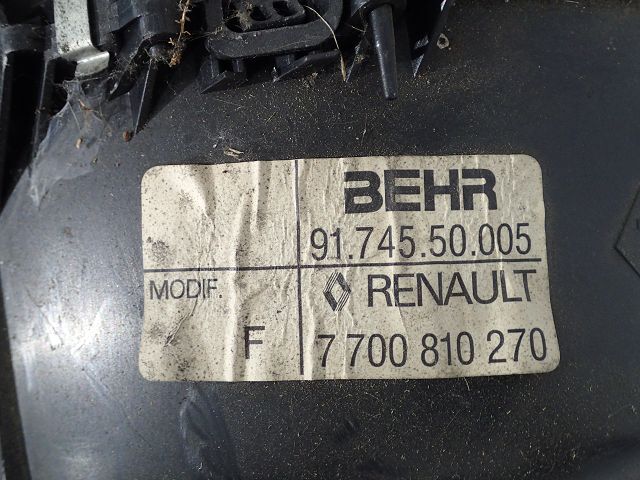 BEHR
91.745.50.005
MODIF. RENAULT
F 7 700 810 270